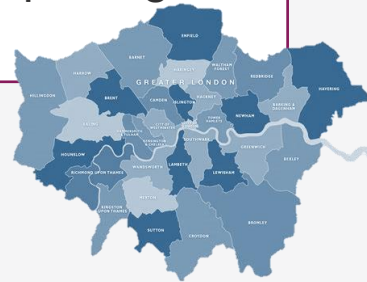 ENFIELD
BARNET
HARINGEY
WALTHAM
FOREST
HARROW
REDBRIDGE
GREATER LONDON
HAVERING
HILLINGDON
BRENT
CAMDEN
ISLINGTON
HACKNEY
BARKING &
DAGENHAM
NEWHAM
EALING
CITY OF
WESTMINSTER
TOWER
HAMLETS
SOUTHWARK
GREENWICH
HOUNSLOW
BEXLEY
RICHMOND UPON THAMES
WANDSWORTH
LAMBETH
LEWISHAM
MERTON
KINGSTON
UPON THAMES
SUTTON
CROYDON
BROMLEY